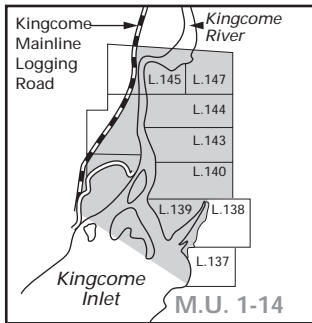 Kingcome
Mainline
Logging
Road
Kingcome
River
L.145
L.147
L.144
L.143
L.140
L.139
L.138
L.137
Kingcome
Inlet
M.U. 1-14